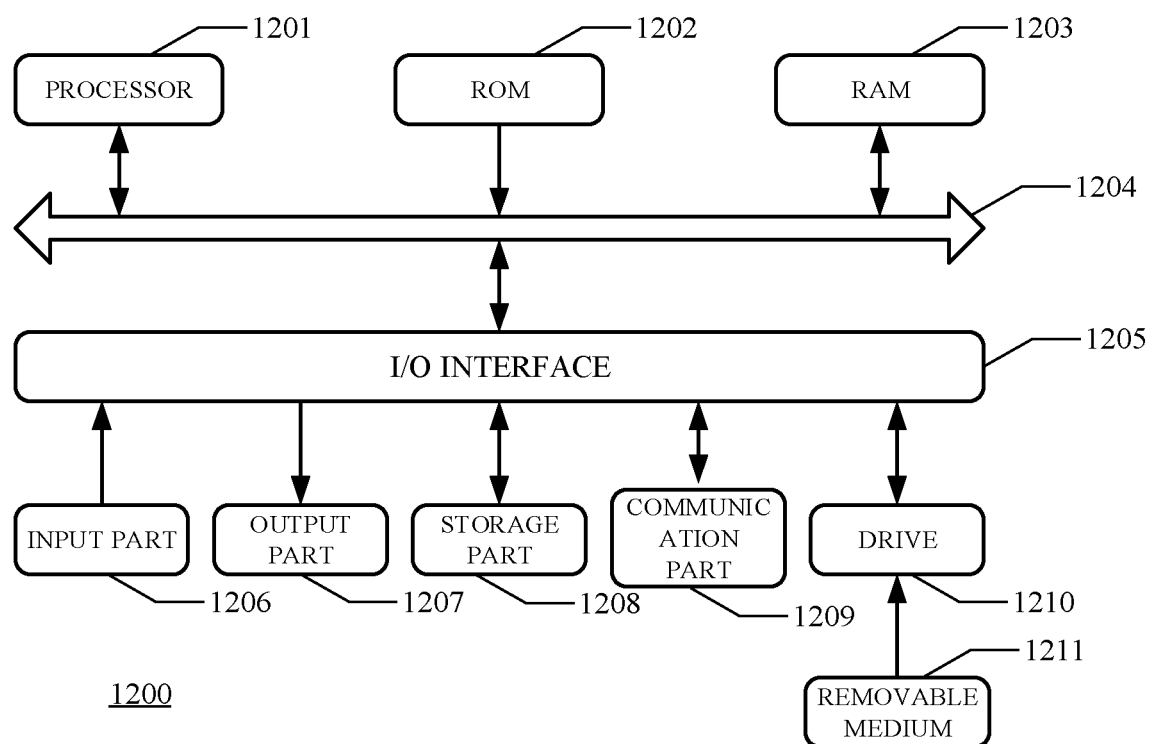 1201
1202
1203
PROCESSOR
ROM
RAM
1204
1205
I/O INTERFACE
INPUT PART
OUTPUT
PART
STORAGE
PART
COMMUNIC
ATION
PART
DRIVE
1206
1207
1208
1209
1210
1211
1200
REMOVABLE
MEDIUM